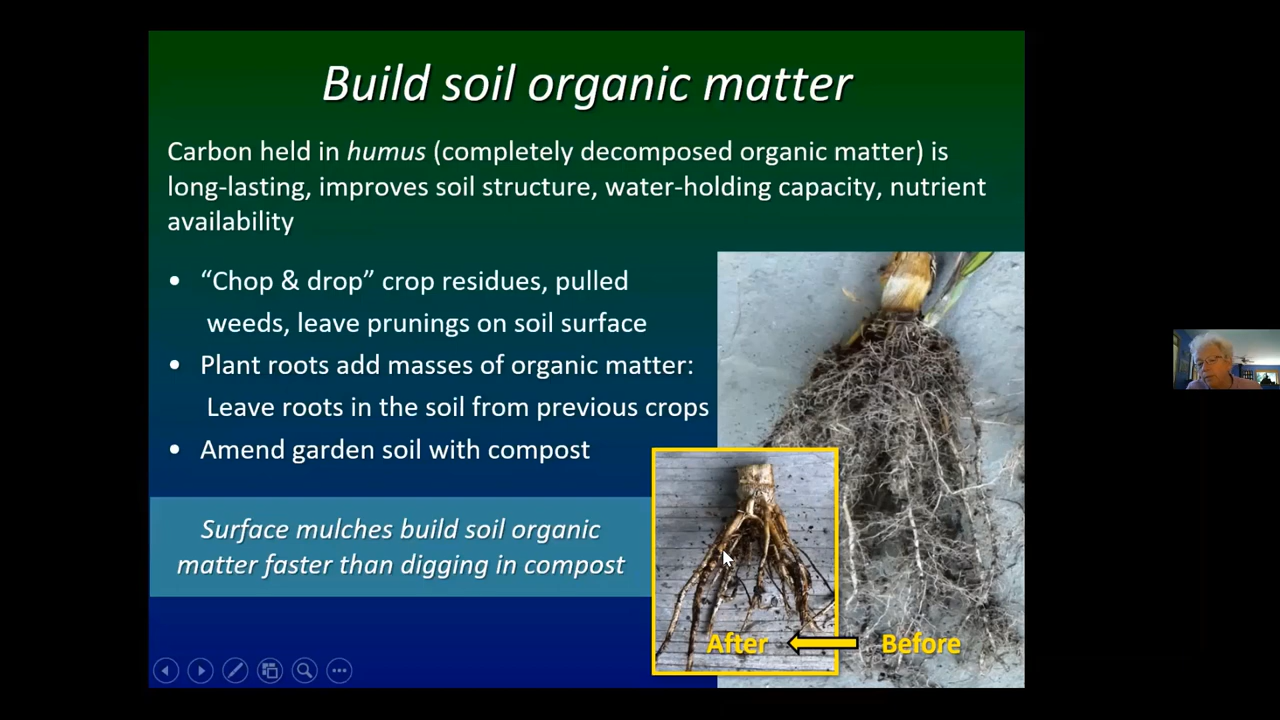 Build soil organic matter
Carbon held in humus (completely decomposed organic matter) is
long-lasting, improves soil structure, water-holding capacity, nutrient
availability
• “Chop & drop” crop residues, pulled
weeds, leave prunings on soil surface
• Plant roots add masses of organic matter:
Leave roots in the soil from previous crops
• Amend garden soil with compost
Surface mulches build soil organic
matter faster than digging in compost
After
Before